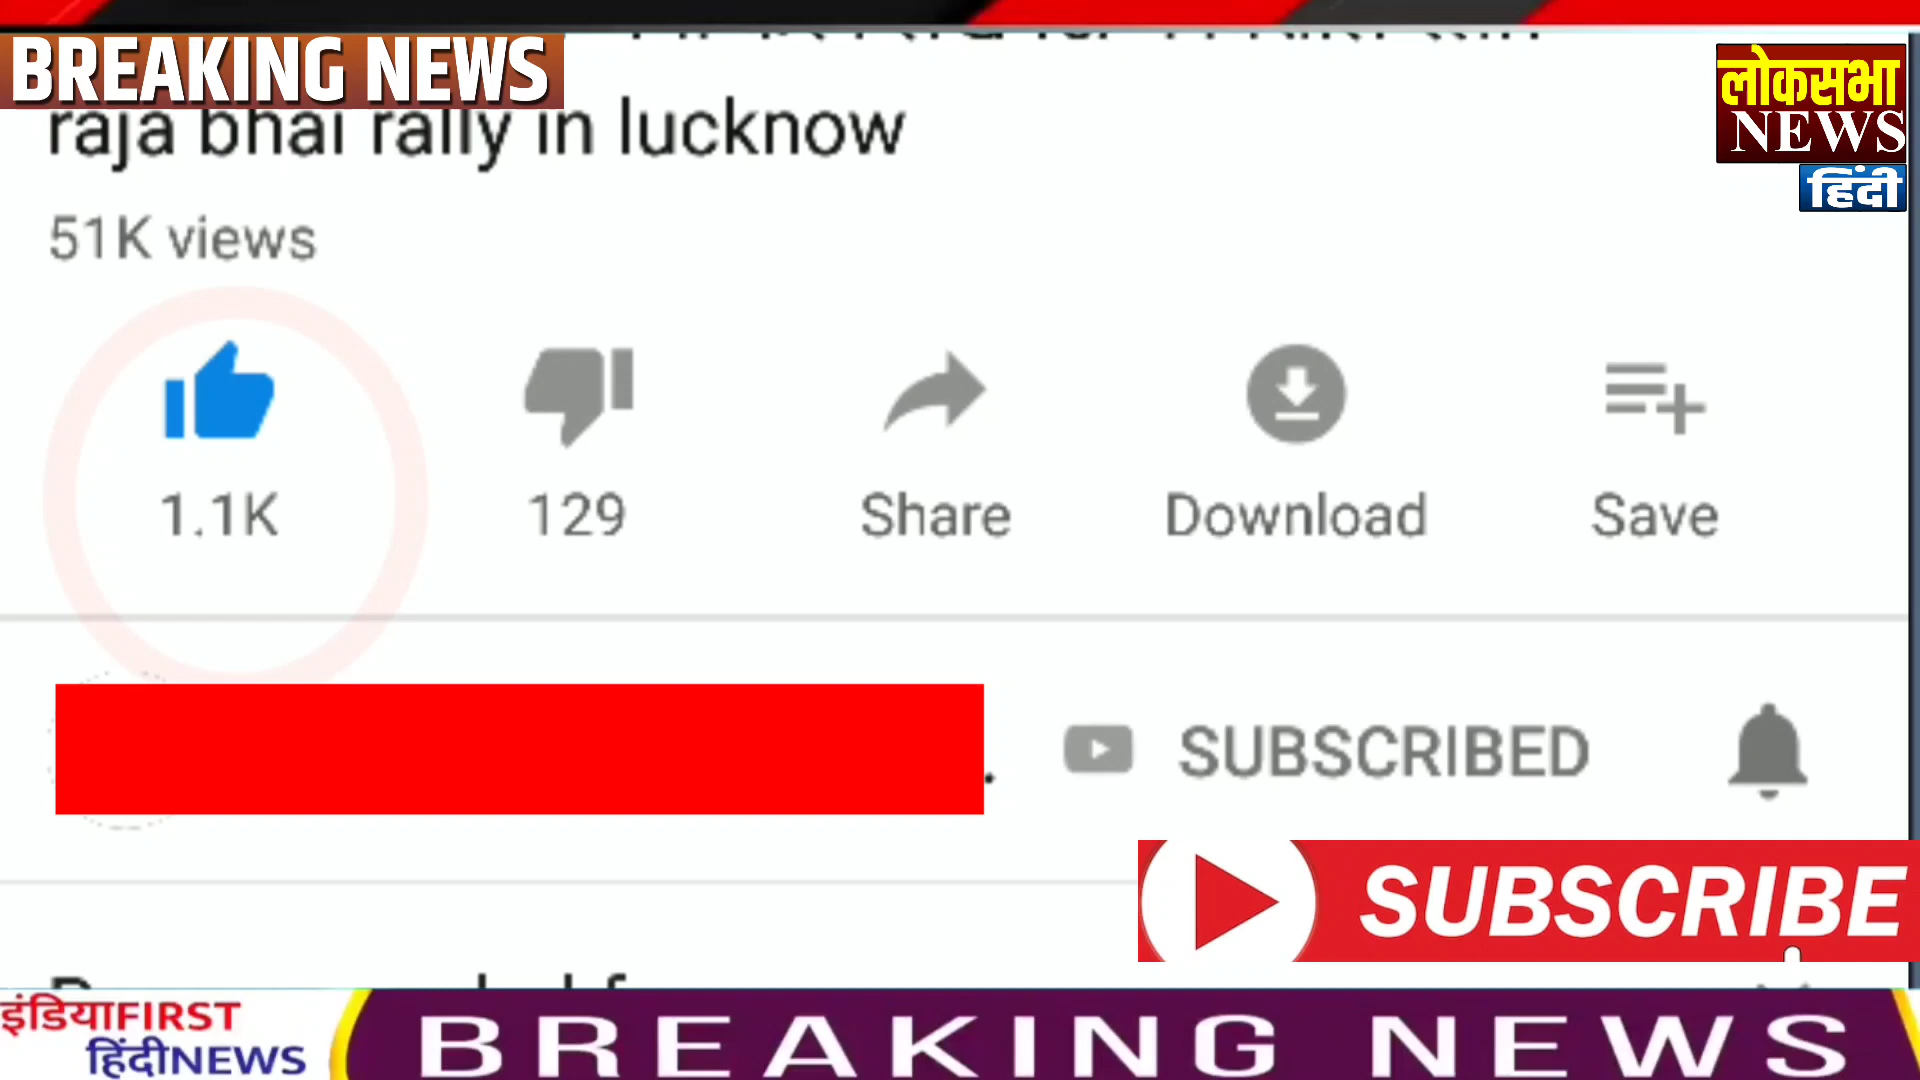 BREAKING NEWS
लोकसभा
NEWS
हिंदी
raja bhai rally in lucknow
51K views
1.1K
129
Share
Download
Save
SUBSCRIBED
SUBSCRIBE
इंडियाFIRST
हिंदीNEWS
BREAKING NEWS